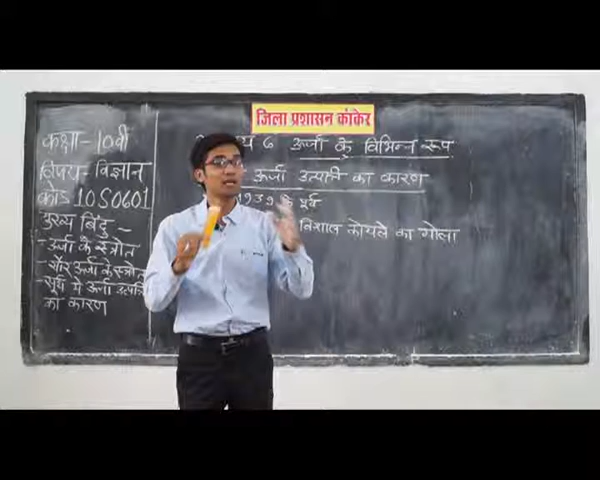 जिला प्रशासन कांकेर
कक्षा - 10वी
विषय - विज्ञान
कोड 10S0601
मुख्य बिंदु -
- ऊर्जा के स्त्रोत
- सौर ऊर्जा के स्त्रोत
- सूर्य मे ऊर्जा उत्पत्ति
का कारण
6 ऊर्जा के विभिन्न रूप
ऊर्जा उत्पत्ति का कारण
1939 के पूर्व
विशाल कोयले का गोला